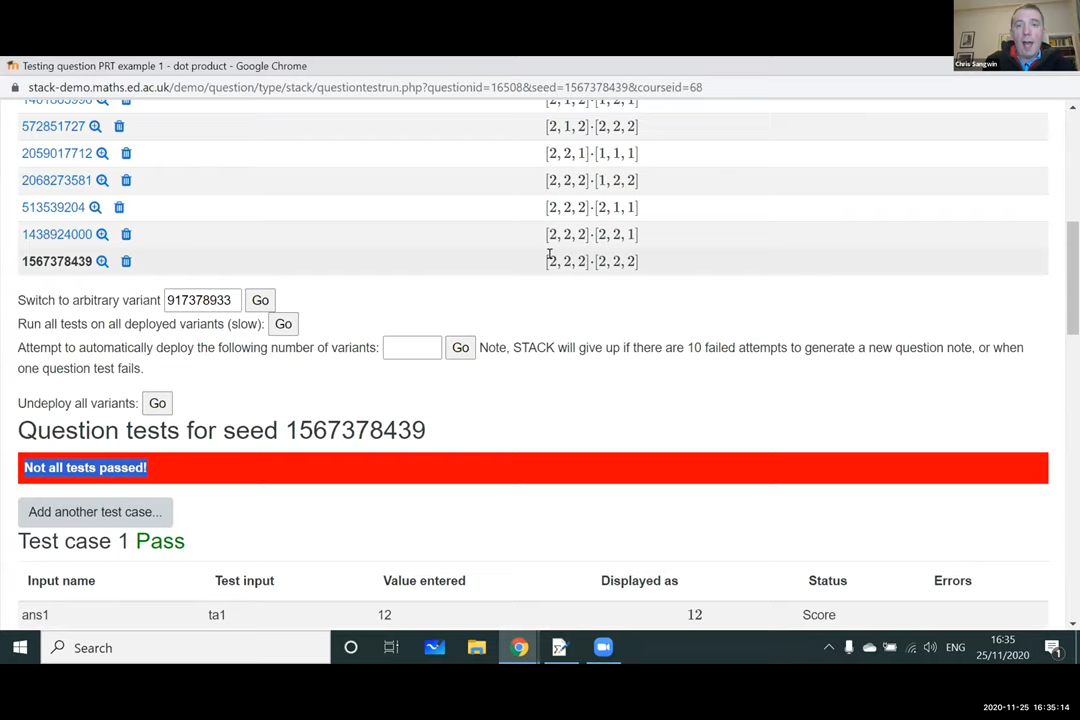 Chris Sangwin
Testing question PRT example 1 - dot product - Google Chrome
stack-demo.maths.ed.ac.uk/demo/question/type/stack/questiontestrun.php?questionid=16508&seed=1567378439&courseid=68
572851727 [2, 1, 2]·[2, 2, 2]
2059017712 [2, 2, 1]·[1, 1, 1]
2068273581 [2, 2, 2]·[1, 2, 2]
513539204 [2, 2, 2]·[2, 1, 1]
1438924000 [2, 2, 2]·[2, 2, 1]
1567378439 [2, 2, 2]·[2, 2, 2]
Switch to arbitrary variant 917378933 Go
Run all tests on all deployed variants (slow): Go
Attempt to automatically deploy the following number of variants: Go Note, STACK will give up if there are 10 failed attempts to generate a new question note, or when
one question test fails.
Undeploy all variants: Go
Question tests for seed 1567378439
Not all tests passed!
Add another test case...
Test case 1 Pass
Input name Test input Value entered Displayed as Status Errors
ans1 ta1 12 12 Score
Search
ENG
16:35
25/11/2020
1
2020-11-25 16:35:14